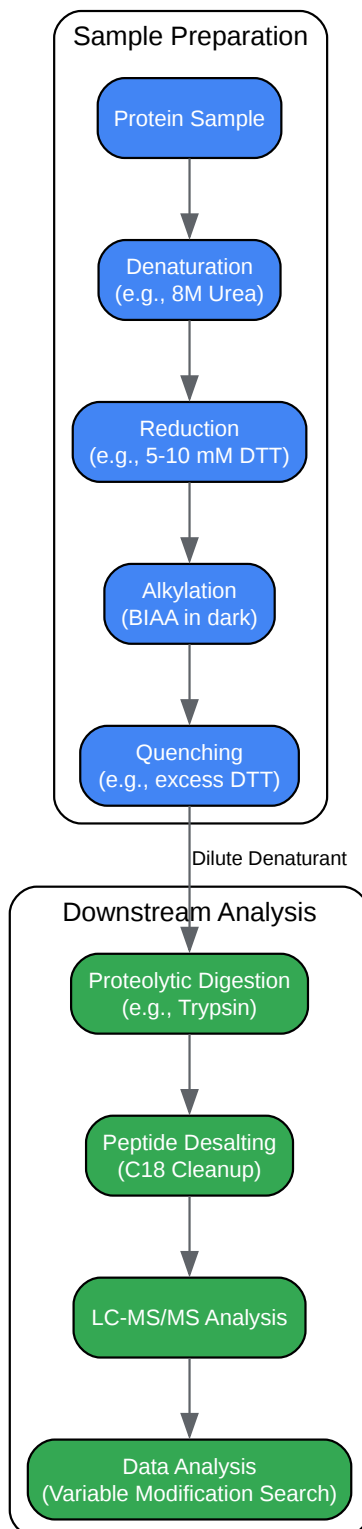 Sample Preparation
Protein Sample
Denaturation
(e.g., 8M Urea)
Reduction
(e.g., 5-10 mM DTT)
Alkylation
(BIAA in dark)
Quenching
(e.g., excess DTT)
Dilute Denaturant
Downstream Analysis
Proteolytic Digestion
(e.g., Trypsin)
Peptide Desalting
(C18 Cleanup)
LC-MS/MS Analysis
Data Analysis
(Variable Modification Search)